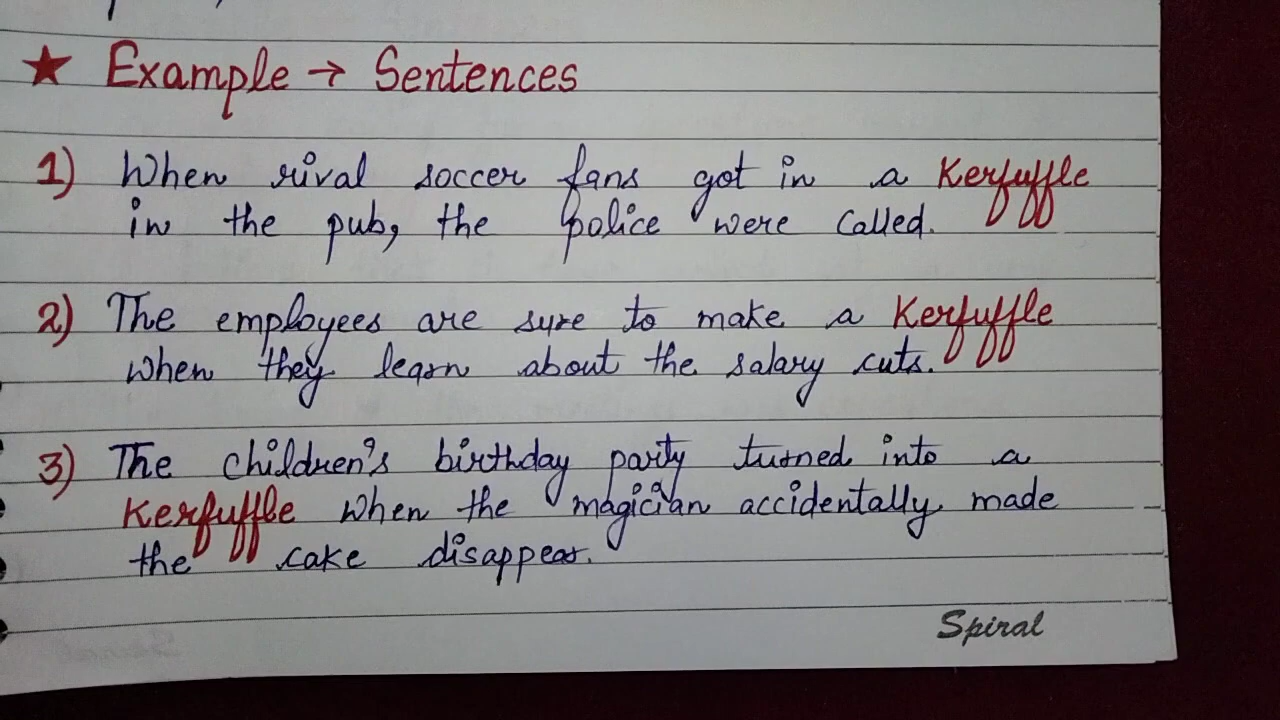 ★ Example → Sentences
1) When rival soccer fans got in a Kerfuffle
in the pub, the police were called.
2) The employees are sure to make a Kerfuffle
when they learn about the salary cuts.
3) The children's birthday party turned into a
Kerfuffle when the magician accidentally made
the cake disappear.
Spiral